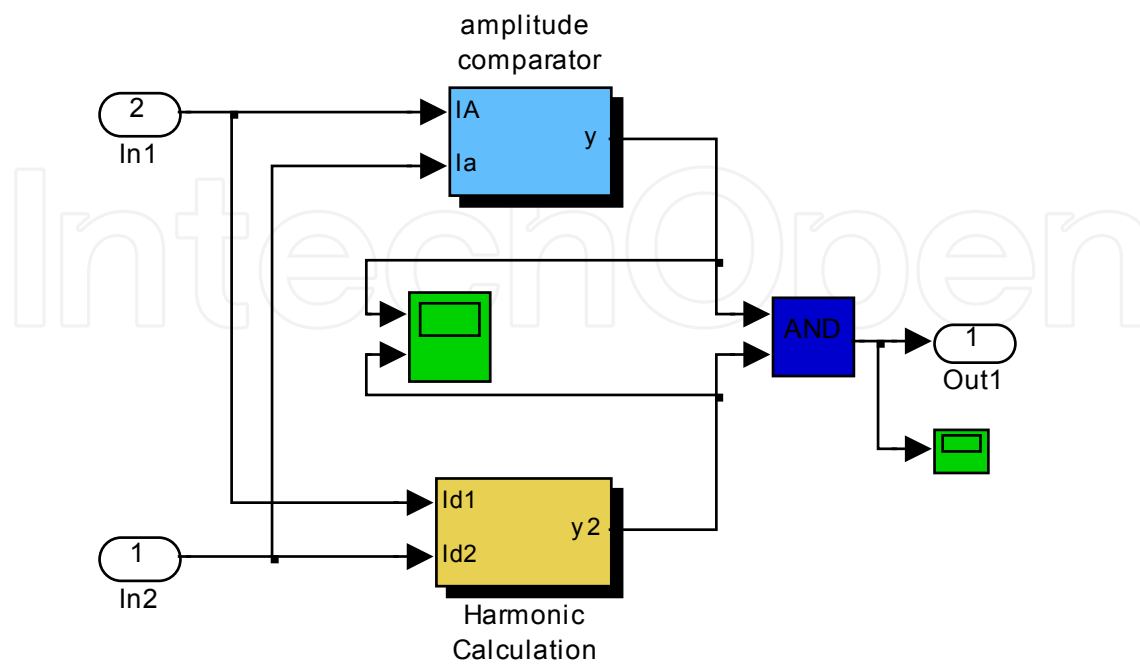 amplitude
comparator
2
In1
IA
Ia
y
IntechOpen
AND
1
Out1
Id1
Id2
y2
1
In2
Harmonic
Calculation